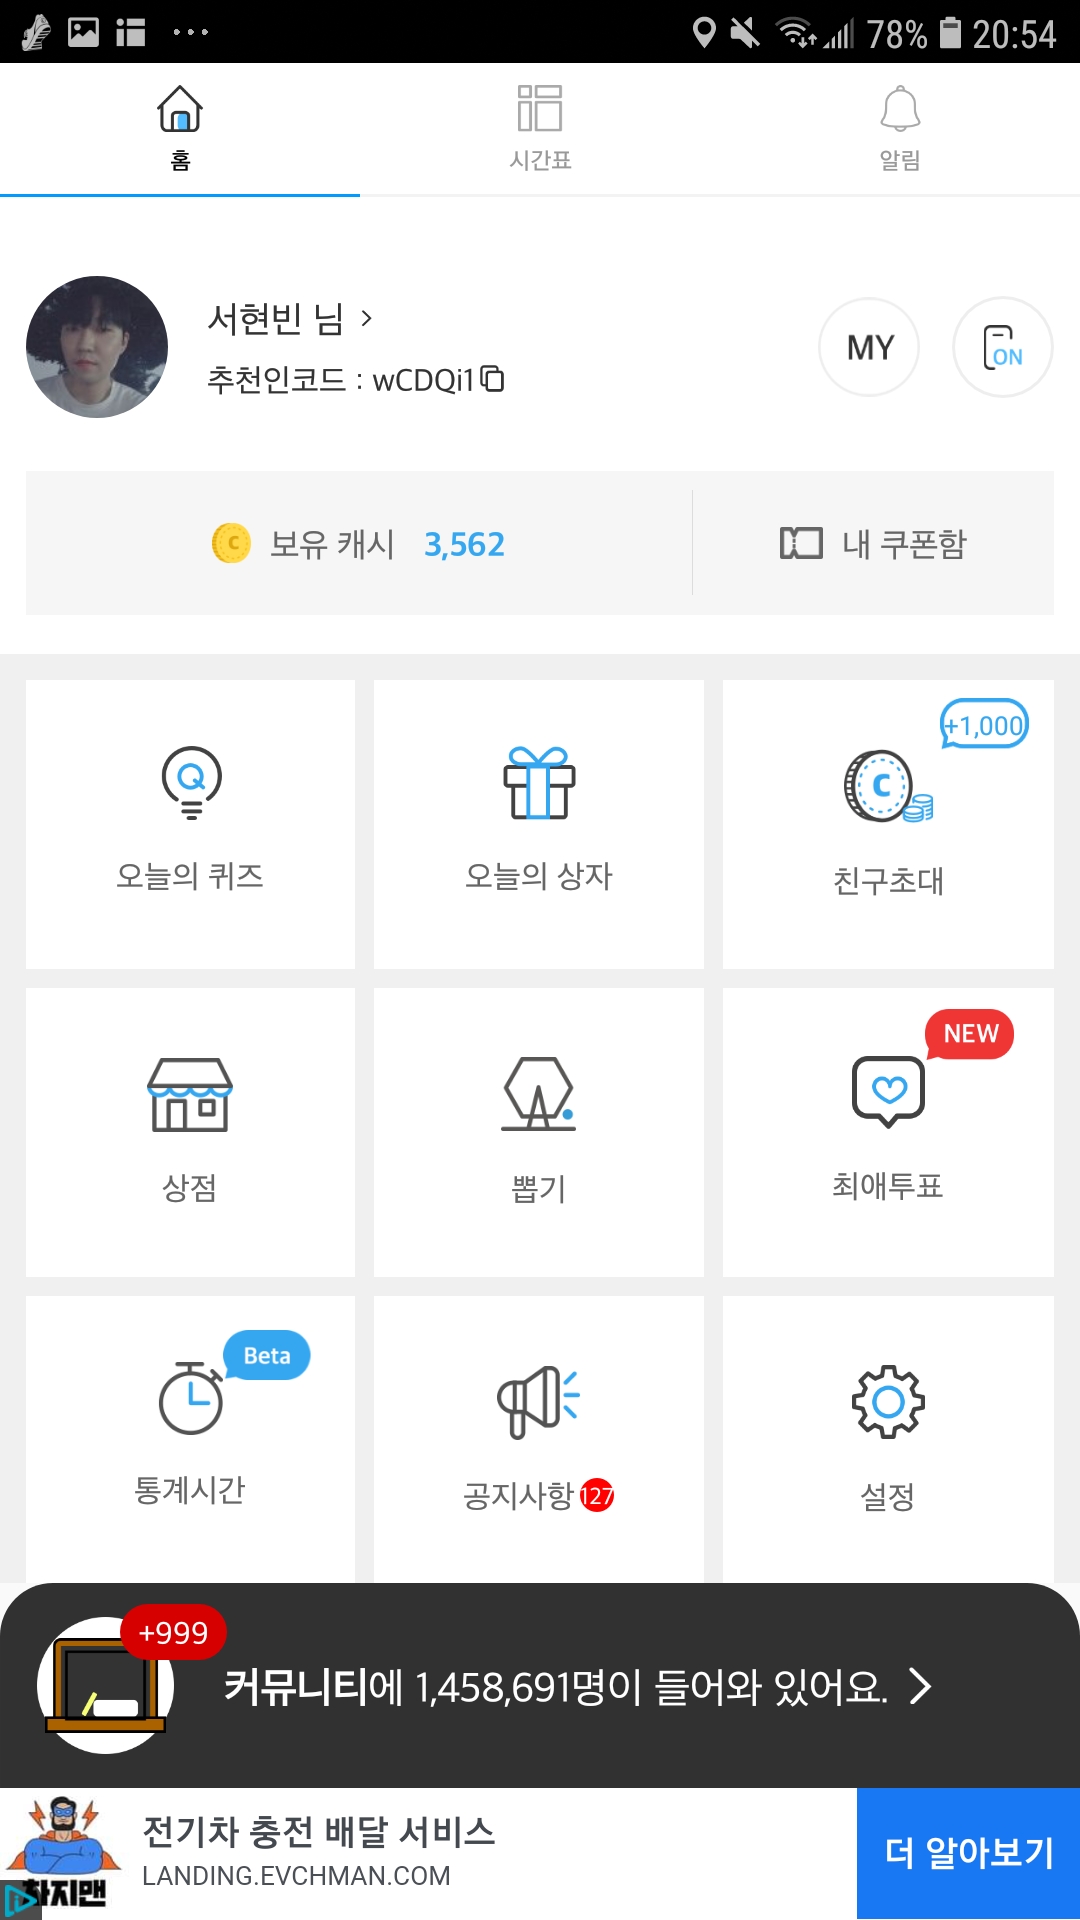 78% 20:54
홈
시간표
알림
서현빈 님 >
추천인코드 : wCDQi1
MY
ON
보유 캐시 3,562
내 쿠폰함
Q
오늘의 퀴즈
오늘의 상자
+1,000
친구초대
상점
뽑기
NEW
최애투표
Beta
통계시간
공지사항 127
설정
+999
커뮤니티에 1,458,691명이 들어와 있어요.
전기차 충전 배달 서비스
LANDING.EVCHMAN.COM
차지맨
더 알아보기